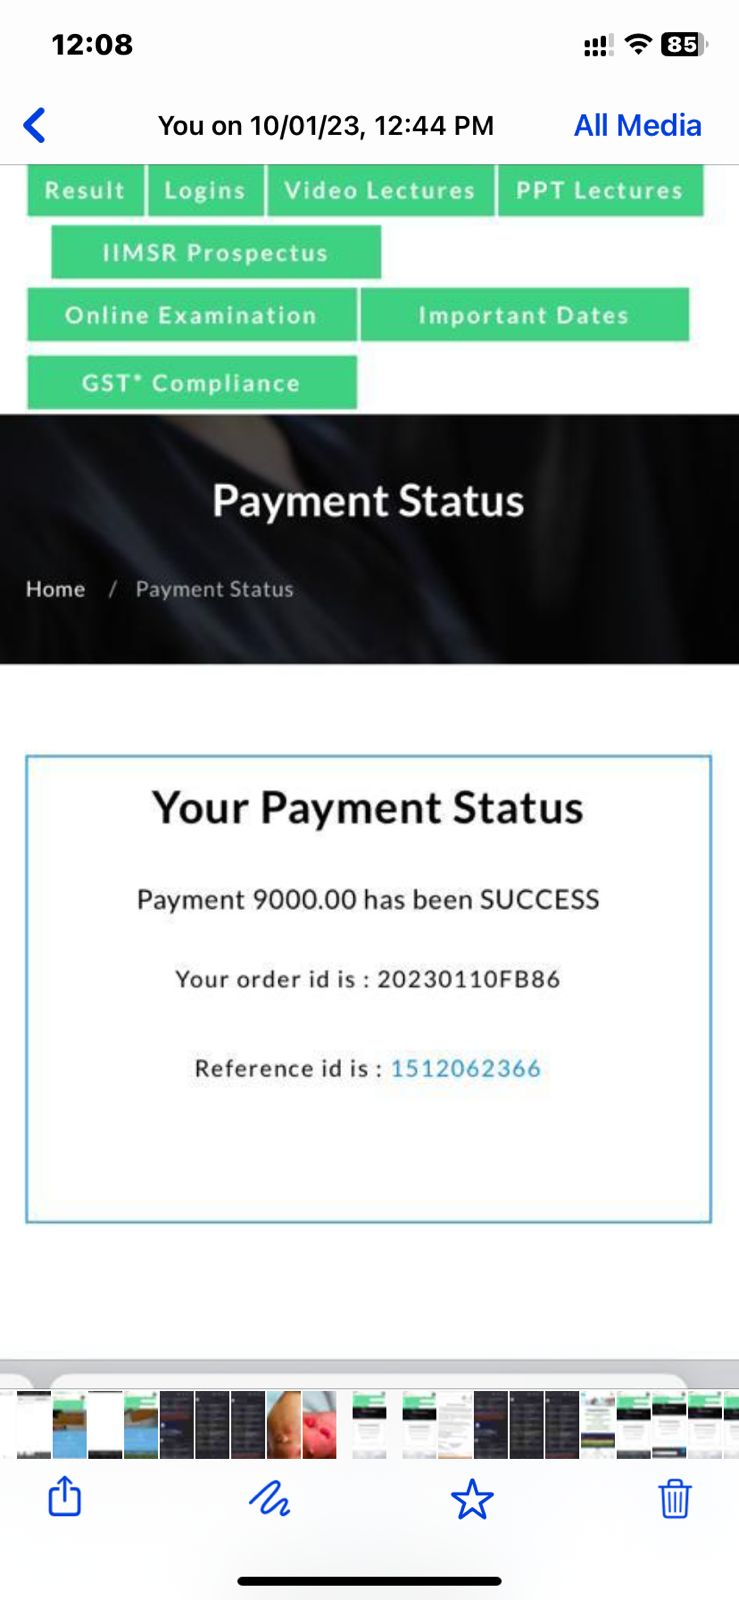 12:08
85
You on 10/01/23, 12:44 PM All Media
Result Logins Video Lectures PPT Lectures
IIMSR Prospectus
Online Examination Important Dates
GST* Compliance
Payment Status
Home / Payment Status
Your Payment Status
Payment 9000.00 has been SUCCESS
Your order id is : 20230110FB86
Reference id is : 1512062366